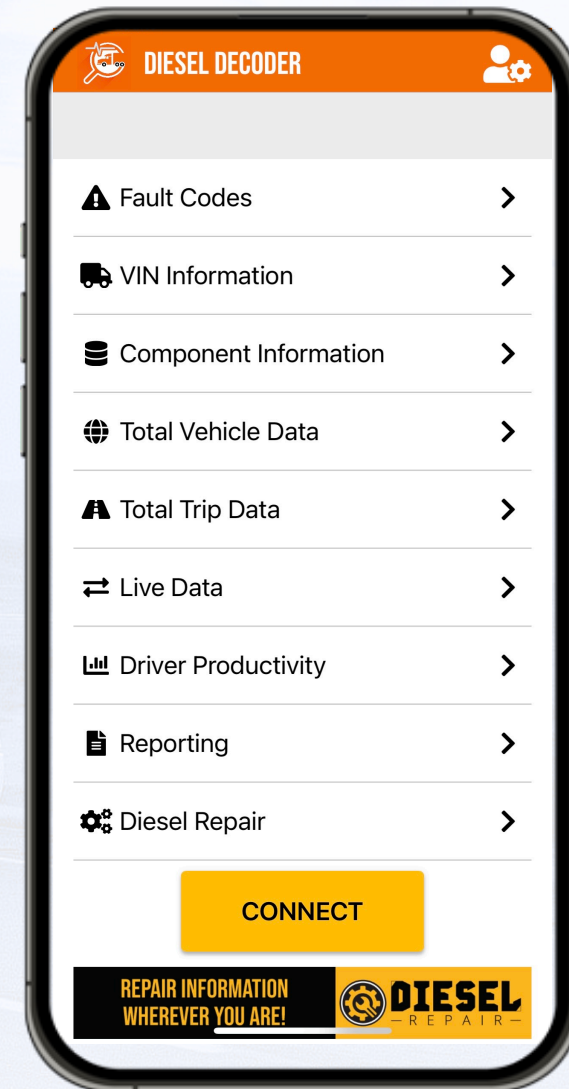 DIESEL DECODER
Fault Codes
VIN Information
Component Information
Total Vehicle Data
Total Trip Data
Live Data
Driver Productivity
Reporting
Diesel Repair
CONNECT
REPAIR INFORMATION
WHEREVER YOU ARE!
DIESEL
REPAIR